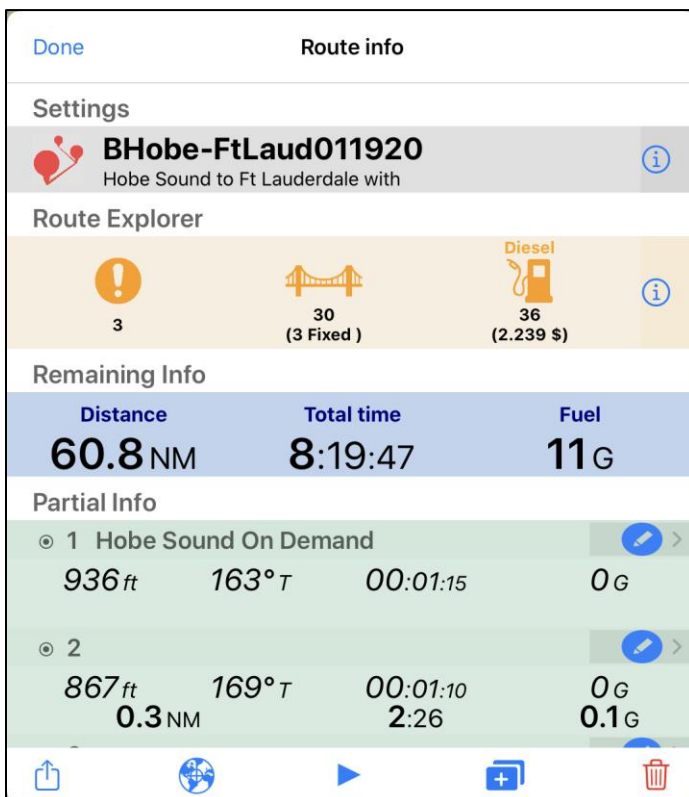 Done Route info
Settings
BHobe-FtLaud011920
Hobe Sound to Ft Lauderdale with
Route Explorer
Diesel
3 30 36
(3 Fixed ) (2.239 $)
Remaining Info
Distance Total time Fuel
60.8 NM 8:19:47 11 G
Partial Info
1 Hobe Sound On Demand
936 ft 163° T 00:01:15 0 G
2
867 ft 169° T 00:01:10 0 G
0.3 NM 2:26 0.1 G